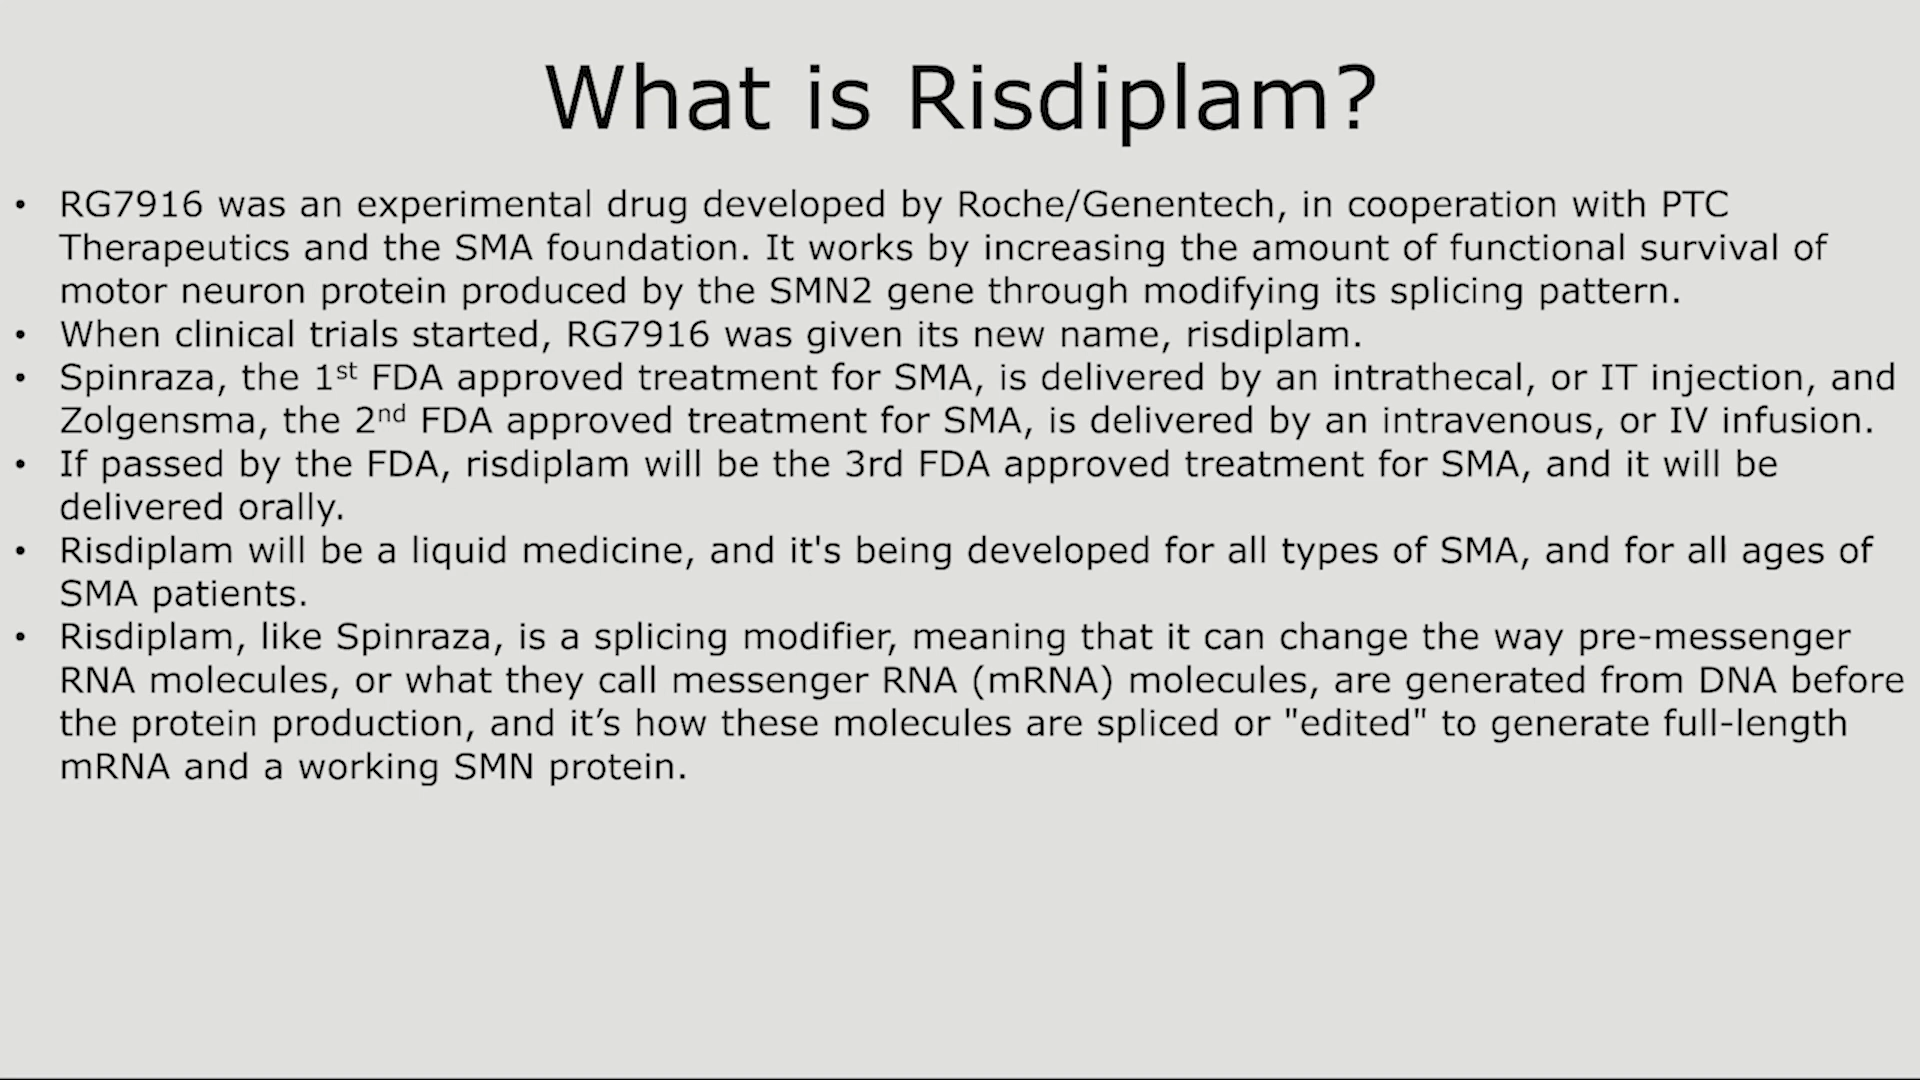 What is Risdiplam?
• RG7916 was an experimental drug developed by Roche/Genentech, in cooperation with PTC
Therapeutics and the SMA foundation. It works by increasing the amount of functional survival of
motor neuron protein produced by the SMN2 gene through modifying its splicing pattern.
• When clinical trials started, RG7916 was given its new name, risdiplam.
• Spinraza, the 1st FDA approved treatment for SMA, is delivered by an intrathecal, or IT injection, and
Zolgensma, the 2nd FDA approved treatment for SMA, is delivered by an intravenous, or IV infusion.
• If passed by the FDA, risdiplam will be the 3rd FDA approved treatment for SMA, and it will be
delivered orally.
• Risdiplam will be a liquid medicine, and it's being developed for all types of SMA, and for all ages of
SMA patients.
• Risdiplam, like Spinraza, is a splicing modifier, meaning that it can change the way pre-messenger
RNA molecules, or what they call messenger RNA (mRNA) molecules, are generated from DNA before
the protein production, and it’s how these molecules are spliced or "edited" to generate full-length
mRNA and a working SMN protein.